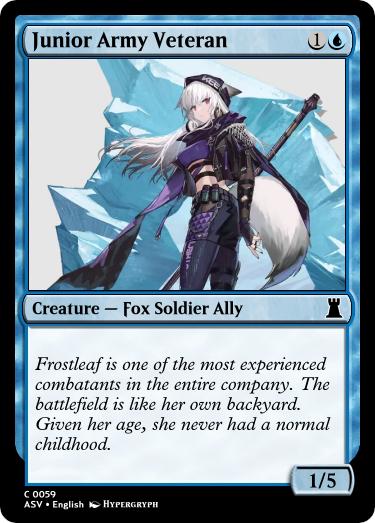 Junior Army Veteran 1
Creature — Fox Soldier Ally
Frostleaf is one of the most experienced
combatants in the entire company. The
battlefield is like her own backyard.
Given her age, she never had a normal
childhood.
1/5
C 0059
ASV • English HYPERGRYPH